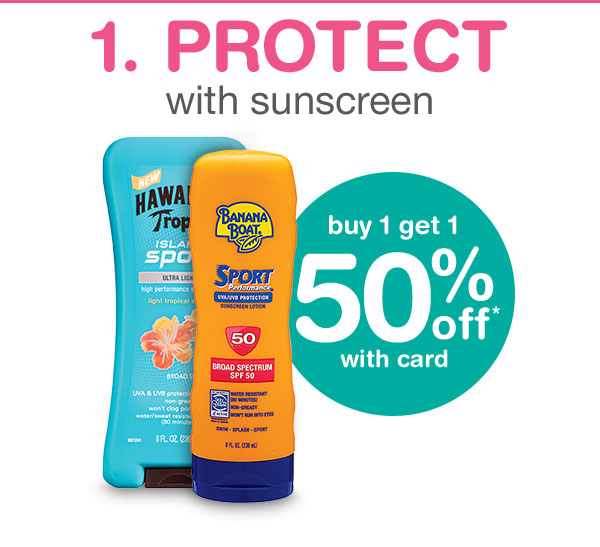 1. PROTECT
with sunscreen
buy 1 get 1
50% off*
with card
NEW
HAWAI
Trop
ISLA
spo
ULTRA LIGH
high performance
light tropical
BROAD
UVA & UVB protecti
non-grea
won't clog po
water/sweat resista
(80 minute
8 FL. OZ. (236
BANANA
BOAT
SPORT
Performance
UVA/UVB PROTECTION
SUNSCREEN LOTION
50
BROAD SPECTRUM
SPF 50
WATER RESISTANT
(80 MINUTES)
NON-GREASY
WON'T RUN INTO EYES
SWIM - SPLASH - SPORT
8 FL. OZ. (236 mL)